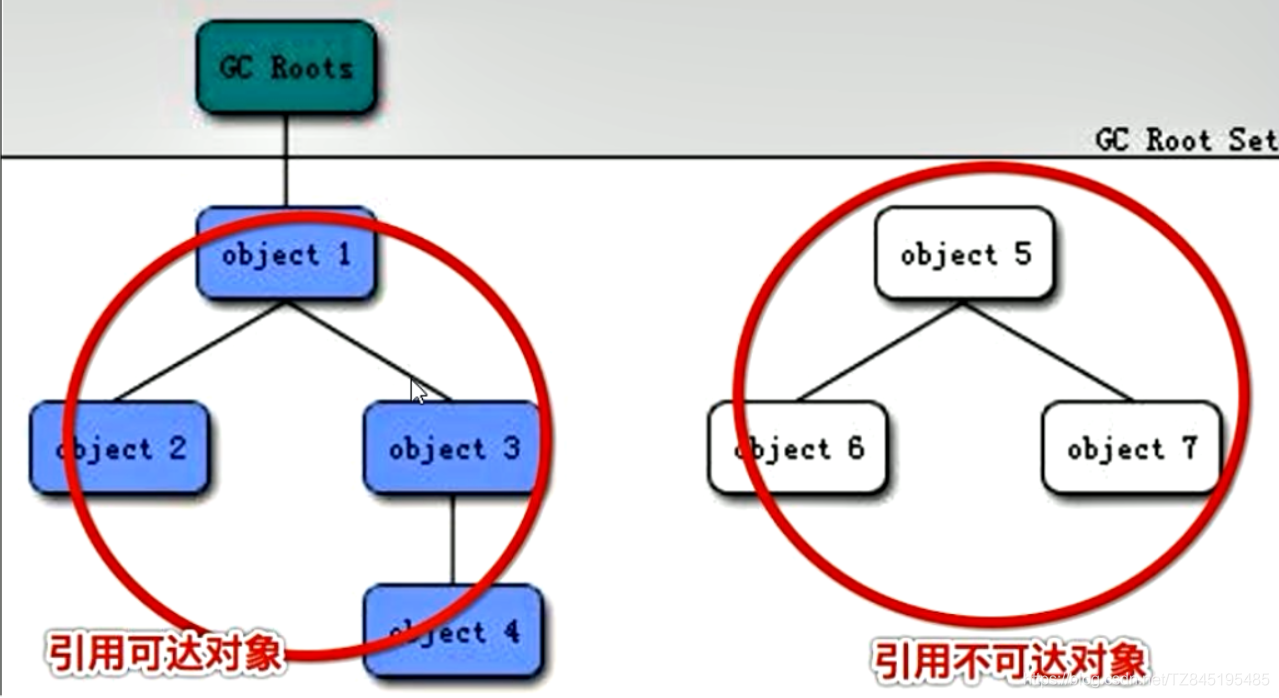 GC Roots
GC Root Set
object 1
object 5
object 2
object 3
object 6
object 7
object 4
引用可达对象
引用不可达对象
https://blog.csdn.net/TZ845195485